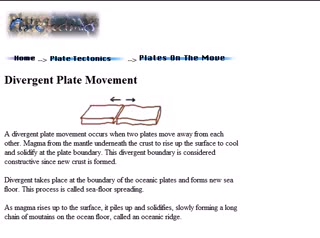 Home -> Plate Tectonics -> Plates On The Move
Divergent Plate Movement
A divergent plate movement occurs when two plates move away from each
other. Magma from the mantle underneath the crust to rise up the surface to cool
and solidify at the plate boundary. This divergent boundary is considered
constructive since new crust is formed.
Divergent takes place at the boundary of the oceanic plates and forms new sea
floor. This process is called sea-floor spreading.
As magma rises up to the surface, it piles up and solidifies, slowly forming a long
chain of moutains on the ocean floor, called an oceanic ridge.